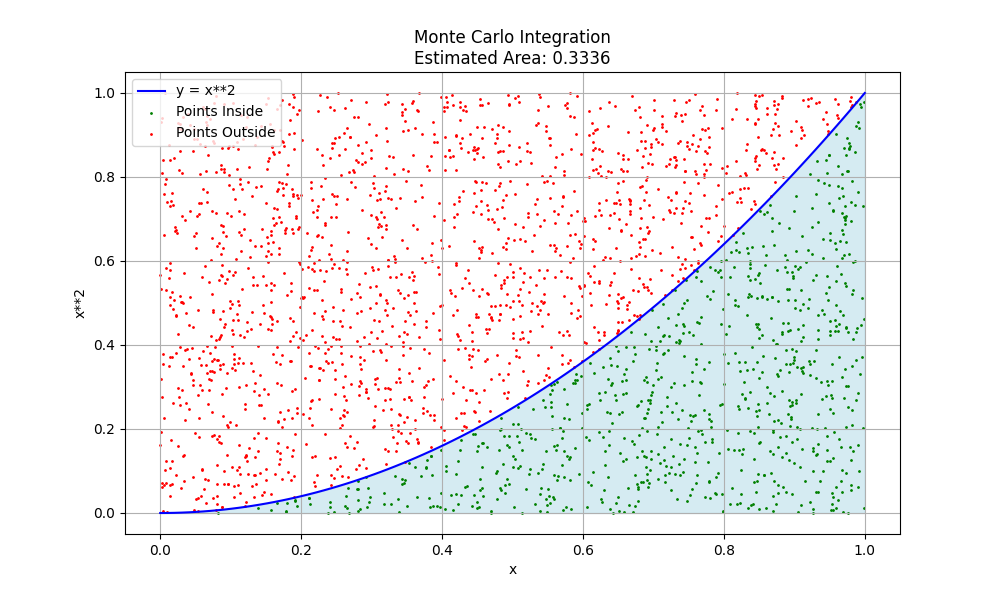 Monte Carlo Integration
Estimated Area: 0.3336
y = x**2
Points Inside
Points Outside
1.0
0.8
0.6
0.4
0.2
0.0
x**2
0.0 0.2 0.4 0.6 0.8 1.0
x